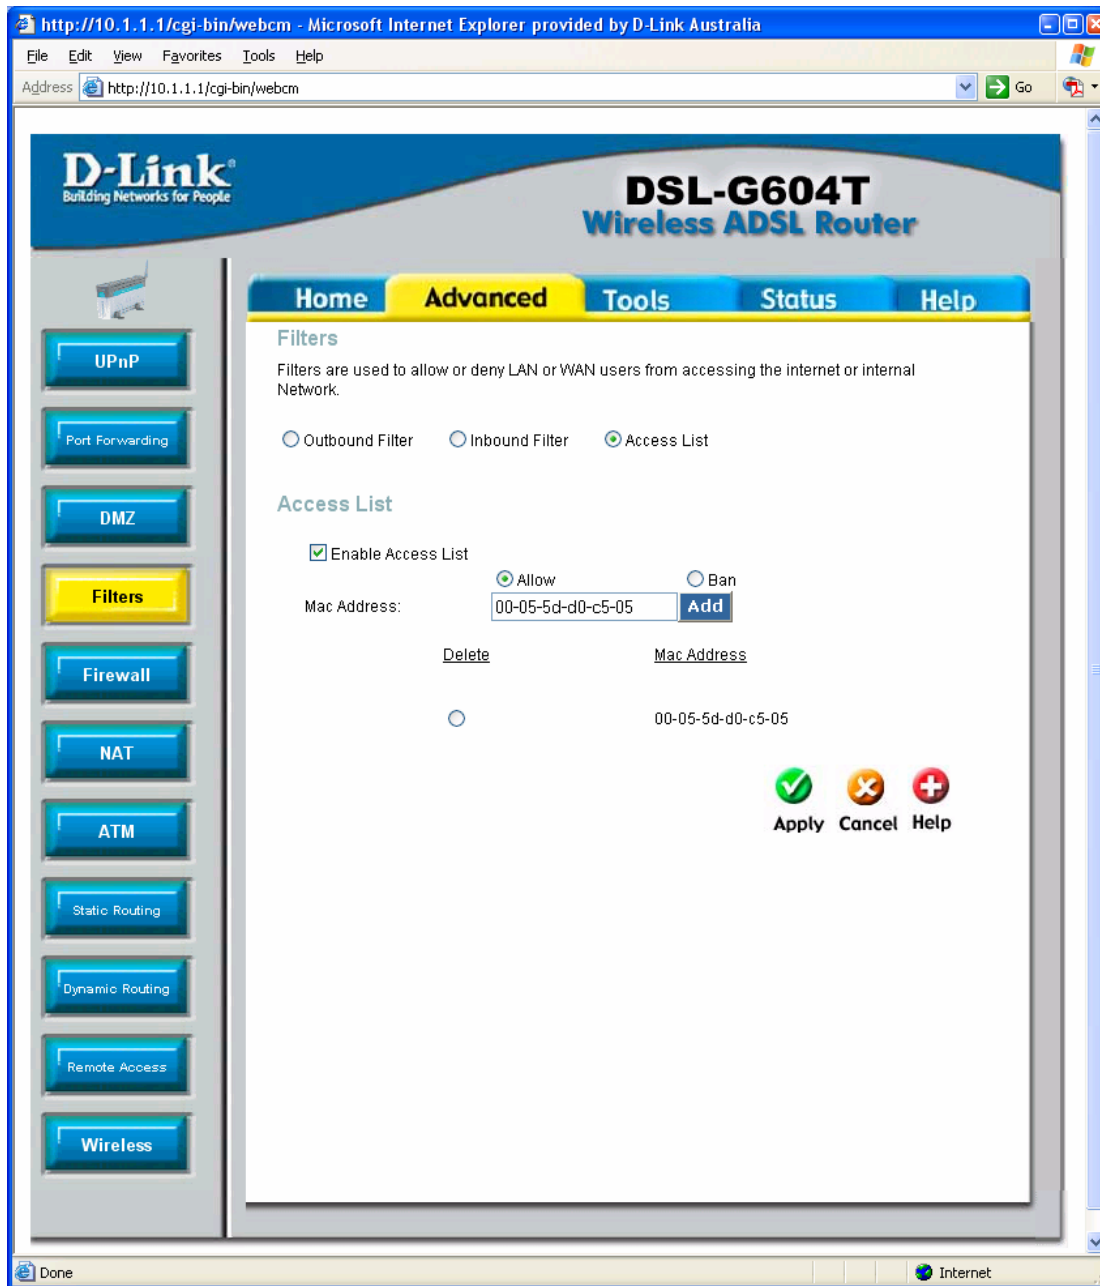 http://10.1.1.1/cgi-bin/webcm - Microsoft Internet Explorer provided by D-Link Australia
File Edit View Favorites Tools Help
Address http://10.1.1.1/cgi-bin/webcm Go
D-Link®
Building Networks for People
DSL-G604T
Wireless ADSL Router
Home Advanced Tools Status Help
UPnP
Port Forwarding
DMZ
Filters
Firewall
NAT
ATM
Static Routing
Dynamic Routing
Remote Access
Wireless
Filters
Filters are used to allow or deny LAN or WAN users from accessing the internet or internal
Network.
Outbound Filter Inbound Filter Access List
Access List
Enable Access List
Allow Ban
Mac Address: 00-05-5d-d0-c5-05 Add
Delete Mac Address
00-05-5d-d0-c5-05
Apply Cancel Help
Done Internet